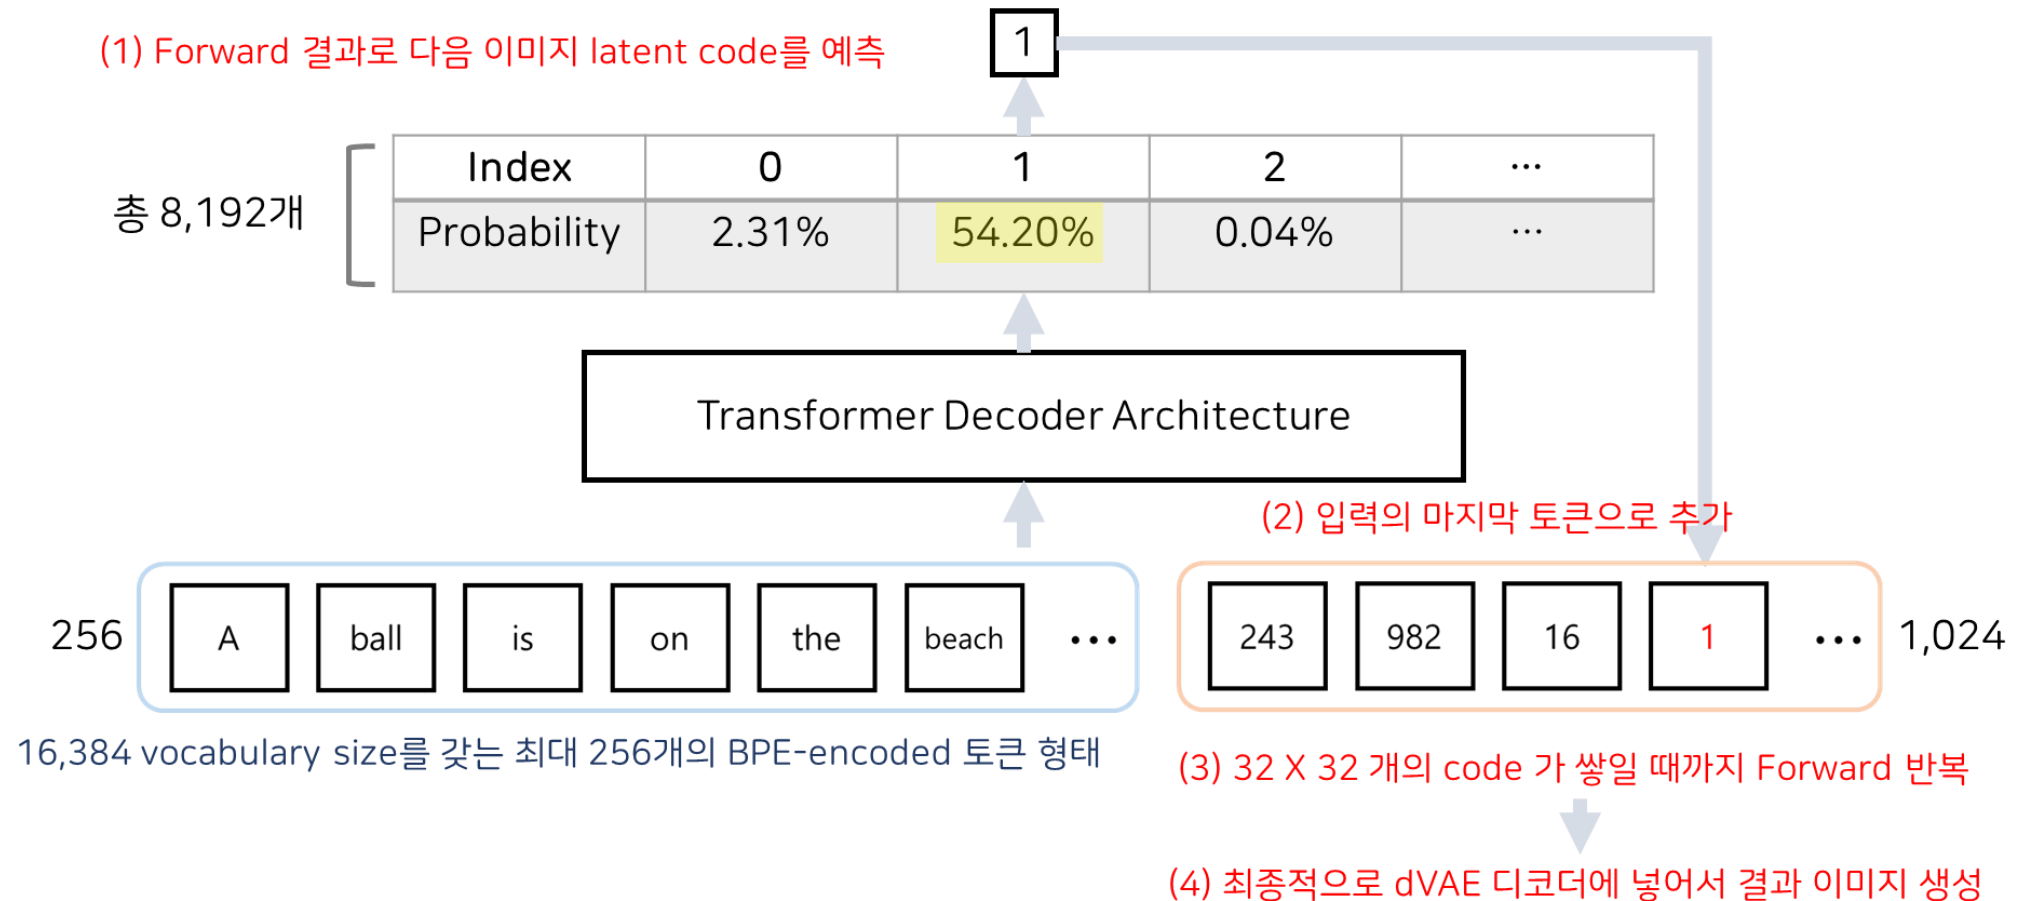 (1) Forward 결과로 다음 이미지 latent code를 예측
1
총 8,192개
Index 0 1 2 ...
Probability 2.31% 54.20% 0.04% ...
Transformer Decoder Architecture
(2) 입력의 마지막 토큰으로 추가
256 A ball is on the beach ... 243 982 16 1 ... 1,024
16,384 vocabulary size를 갖는 최대 256개의 BPE-encoded 토큰 형태
(3) 32 X 32 개의 code 가 쌓일 때까지 Forward 반복
(4) 최종적으로 dVAE 디코더에 넣어서 결과 이미지 생성